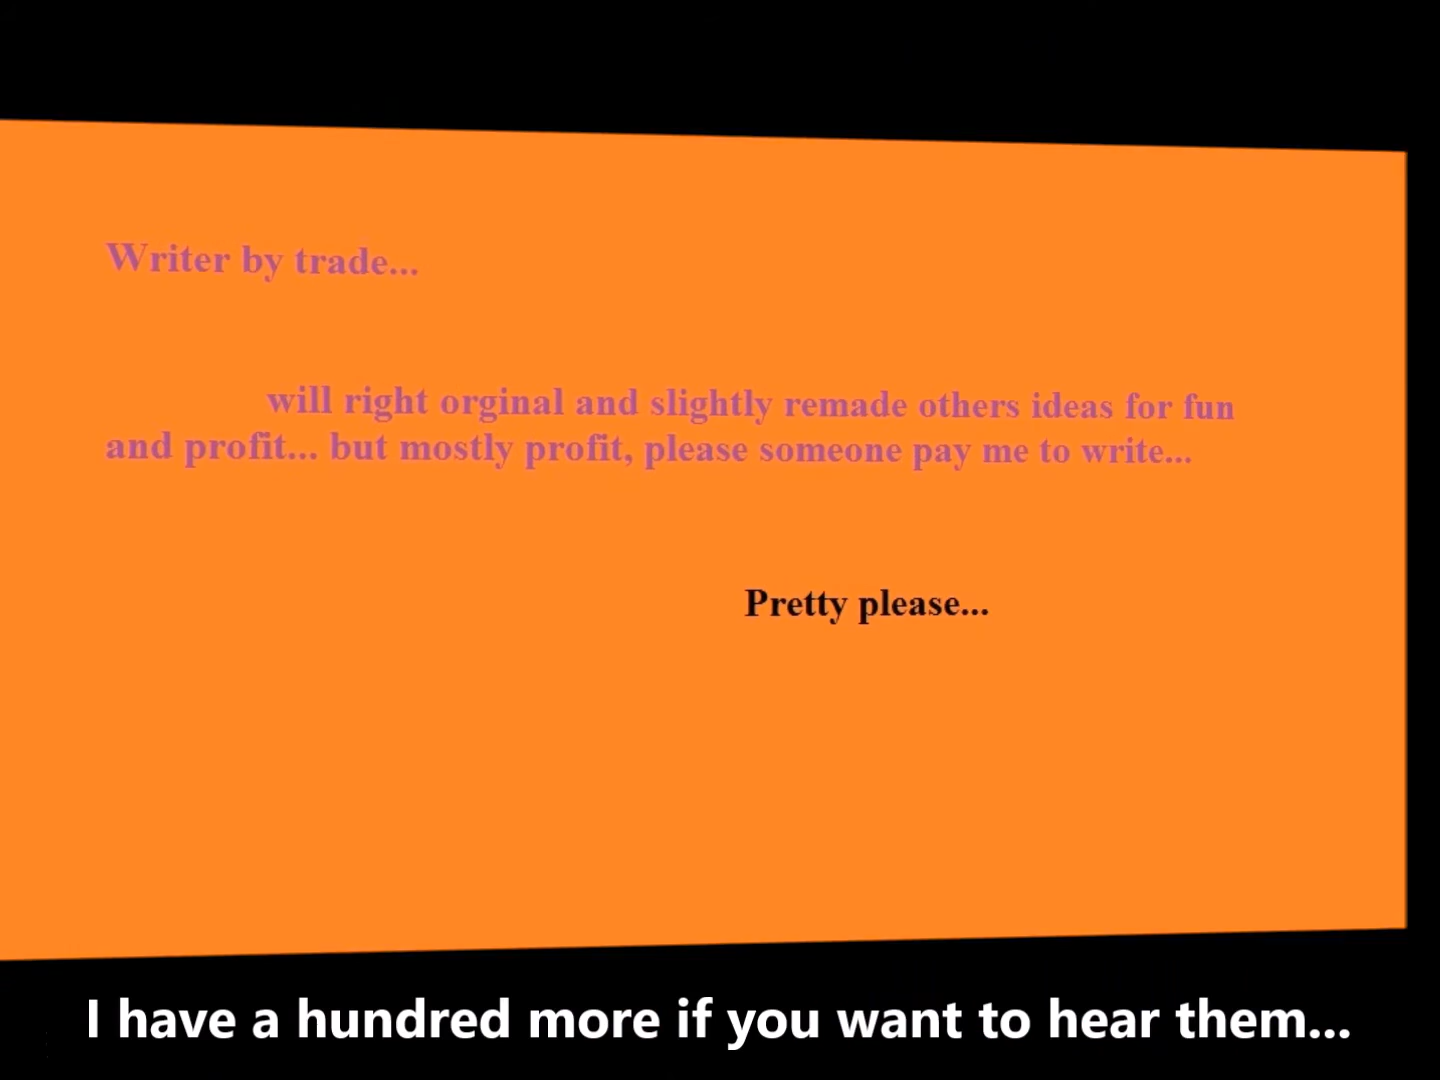 Writer by trade...
will right orginal and slightly remade others ideas for fun
and profit... but mostly profit, please someone pay me to write...
Pretty please...
I have a hundred more if you want to hear them...